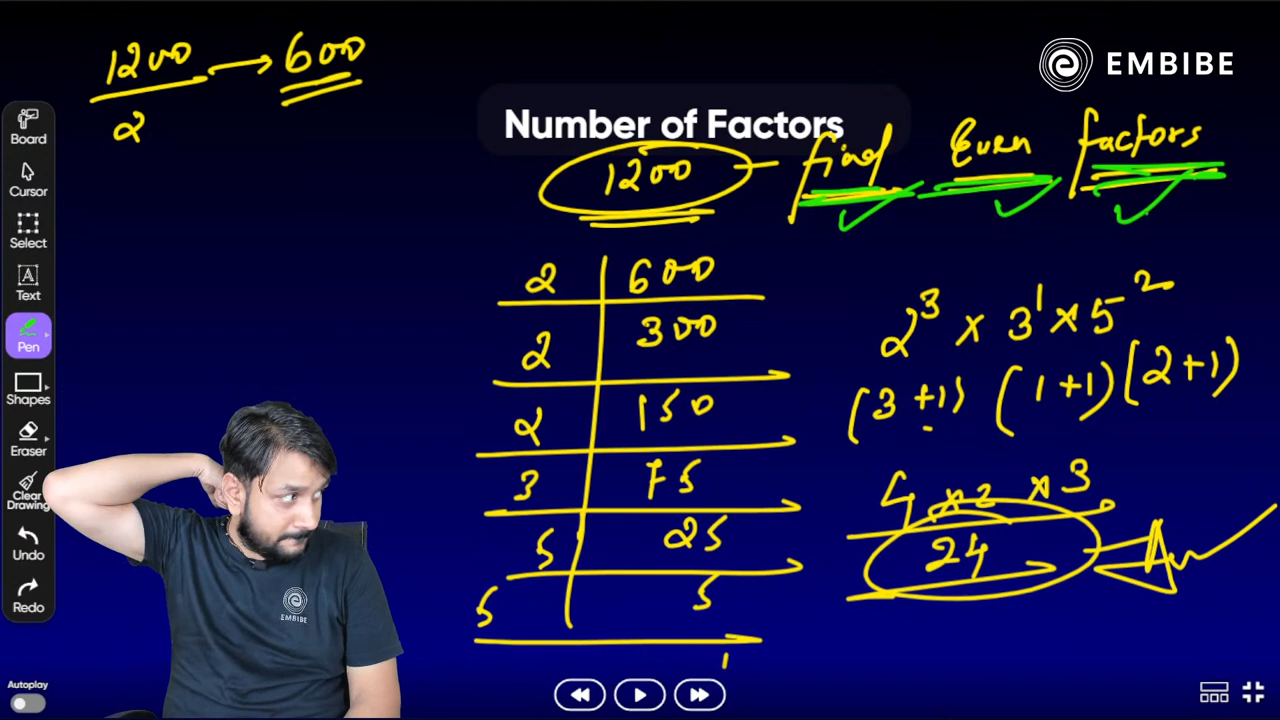 1200 → 600
2
EMBIBE
Number of Factors
1200 - find Even factors
Board
Cursor
Select
A
Text
Pen
Shapes
Eraser
Clear
Drawing
Undo
Redo
2 | 600
2 | 300
2 | 150
3 | 75
5 | 25
5 | 5
1
2³ × 3¹ × 5²
(3+1) (1+1) (2+1)
4 × 2 × 3
24
EMBIBE
Autoplay